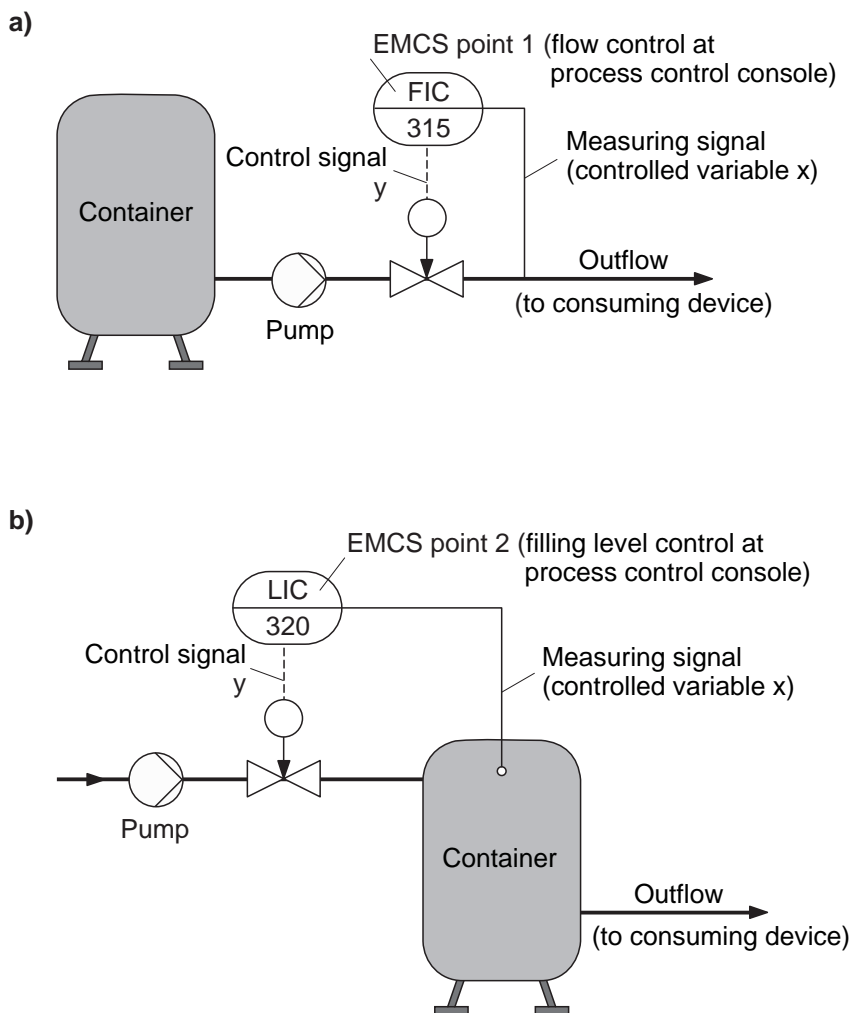 a)
EMCS point 1 (flow control at
process control console)
FIC
315
Control signal
y
Measuring signal
(controlled variable x)
Container
Outflow
(to consuming device)
Pump
b)
EMCS point 2 (filling level control at
process control console)
LIC
320
Control signal
y
Measuring signal
(controlled variable x)
Pump
Container
Outflow
(to consuming device)